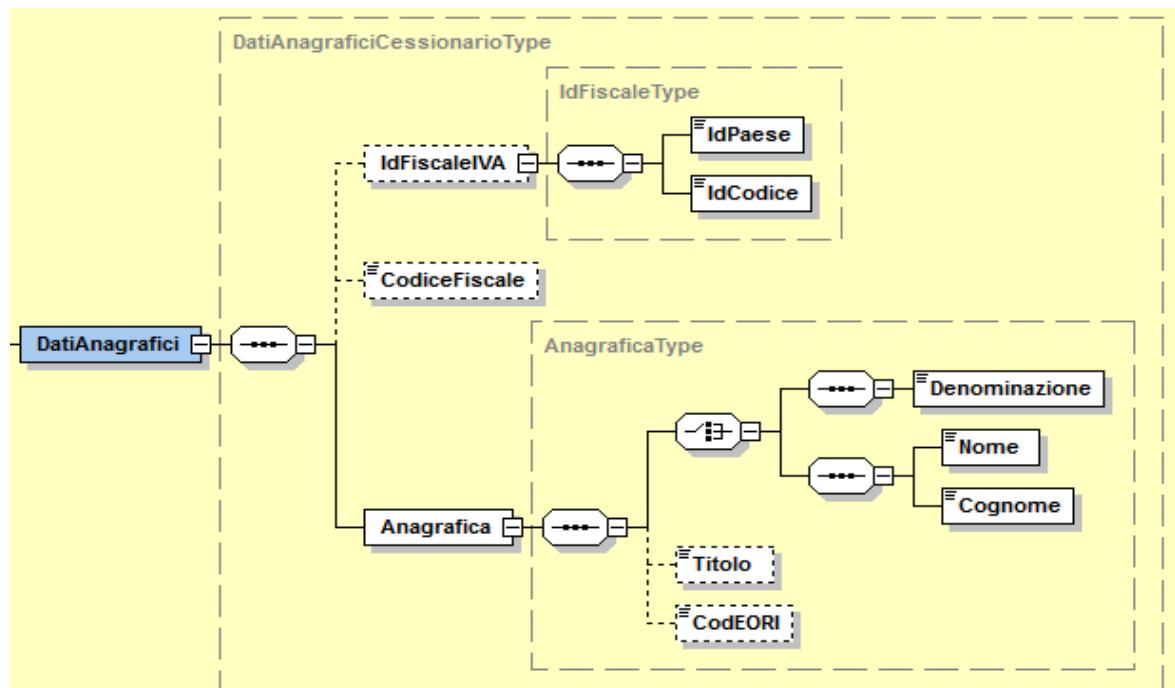 DatiAnagraficiCessionarioType
IdFiscaleType
IdPaese
IdFiscaleIVA
IdCodice
CodiceFiscale
DatiAnagrafici
AnagraficaType
Denominazione
Nome
Cognome
Anagrafica
Titolo
CodEORI